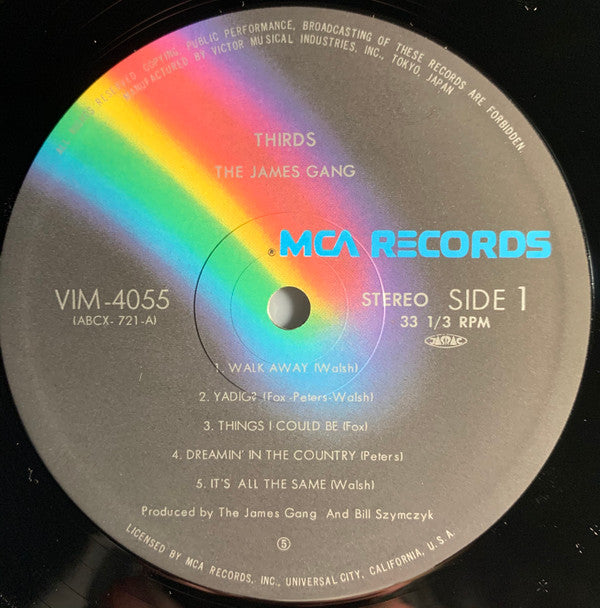 ALL RIGHTS RESERVED. COPYING, PUBLIC PERFORMANCE, BROADCASTING OF THESE RECORDS ARE FORBIDDEN.
MANUFACTURED BY VICTOR MUSICAL INDUSTRIES, INC., TOKYO, JAPAN
THIRDS
THE JAMES GANG
® MCA RECORDS
VIM-4055
(ABCX- 721-A)
STEREO SIDE 1
33 1/3 RPM
JASRAC
1. WALK AWAY (Walsh)
2. YADIG? (Fox-Peters-Walsh)
3. THINGS I COULD BE (Fox)
4. DREAMIN' IN THE COUNTRY (Peters)
5. IT'S ALL THE SAME (Walsh)
Produced by The James Gang And Bill Szymczyk
⑤
LICENSED BY MCA RECORDS, INC., UNIVERSAL CITY, CALIFORNIA, U.S.A.